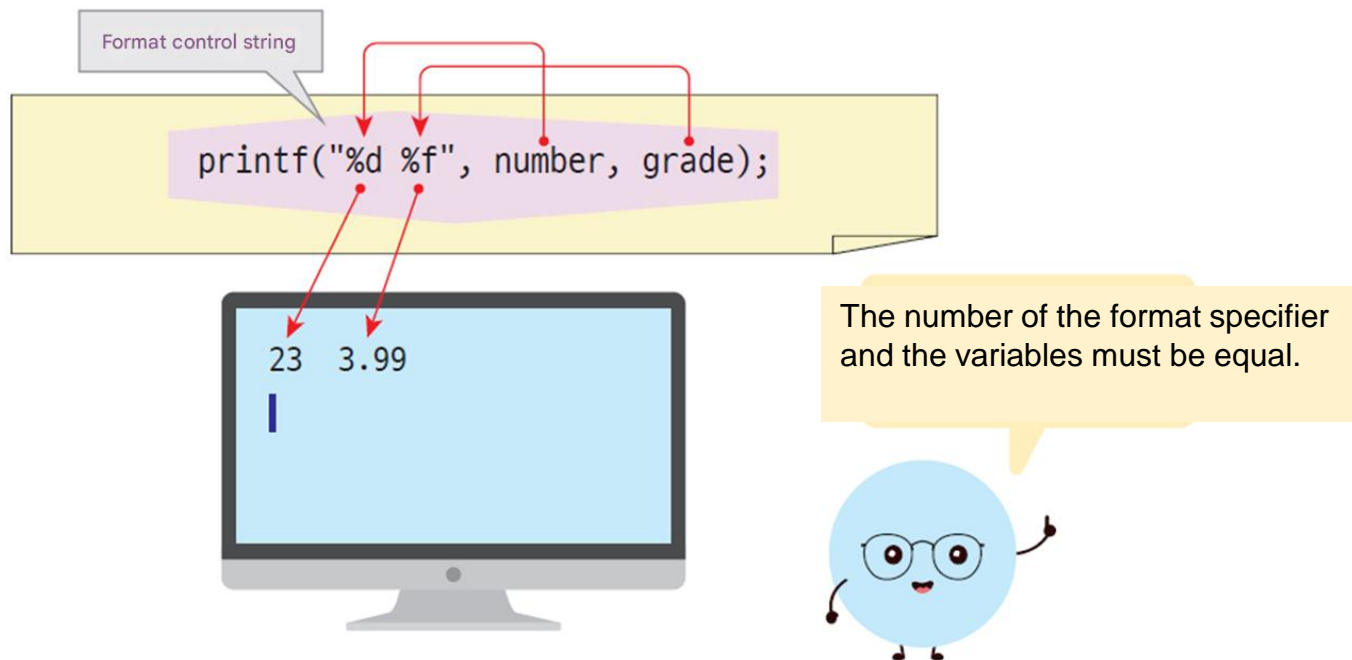 Format control string
printf("%d %f", number, grade);
23 3.99
The number of the format specifier
and the variables must be equal.